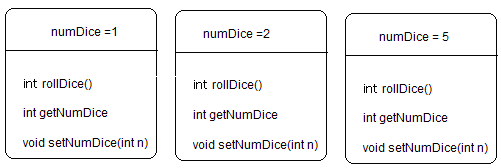 numDice =1
int rollDice()
int getNumDice
void setNumDice(int n)
numDice =2
int rollDice()
int getNumDice
void setNumDice(int n)
numDice = 5
int rollDice()
int getNumDice
void setNumDice(int n)